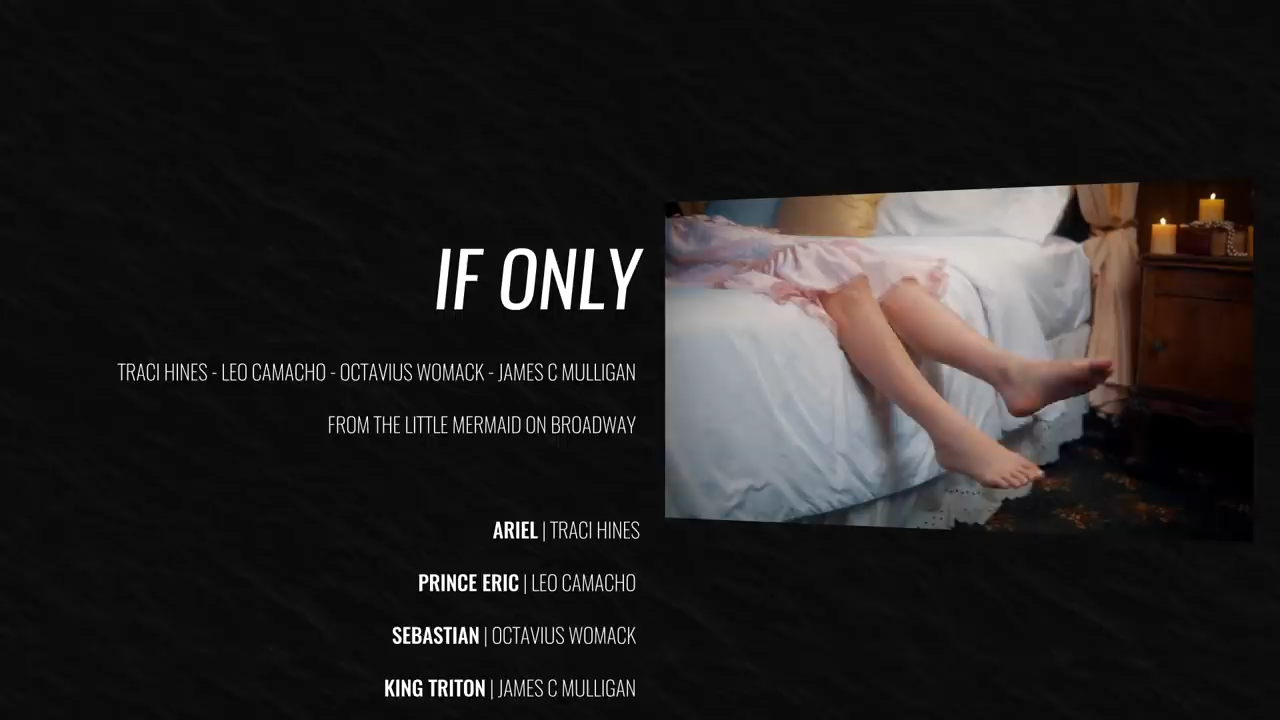 IF ONLY
TRACI HINES - LEO CAMACHO - OCTAVIUS WOMACK - JAMES C MULLIGAN
FROM THE LITTLE MERMAID ON BROADWAY
ARIEL | TRACI HINES
PRINCE ERIC | LEO CAMACHO
SEBASTIAN | OCTAVIUS WOMACK
KING TRITON | JAMES C MULLIGAN